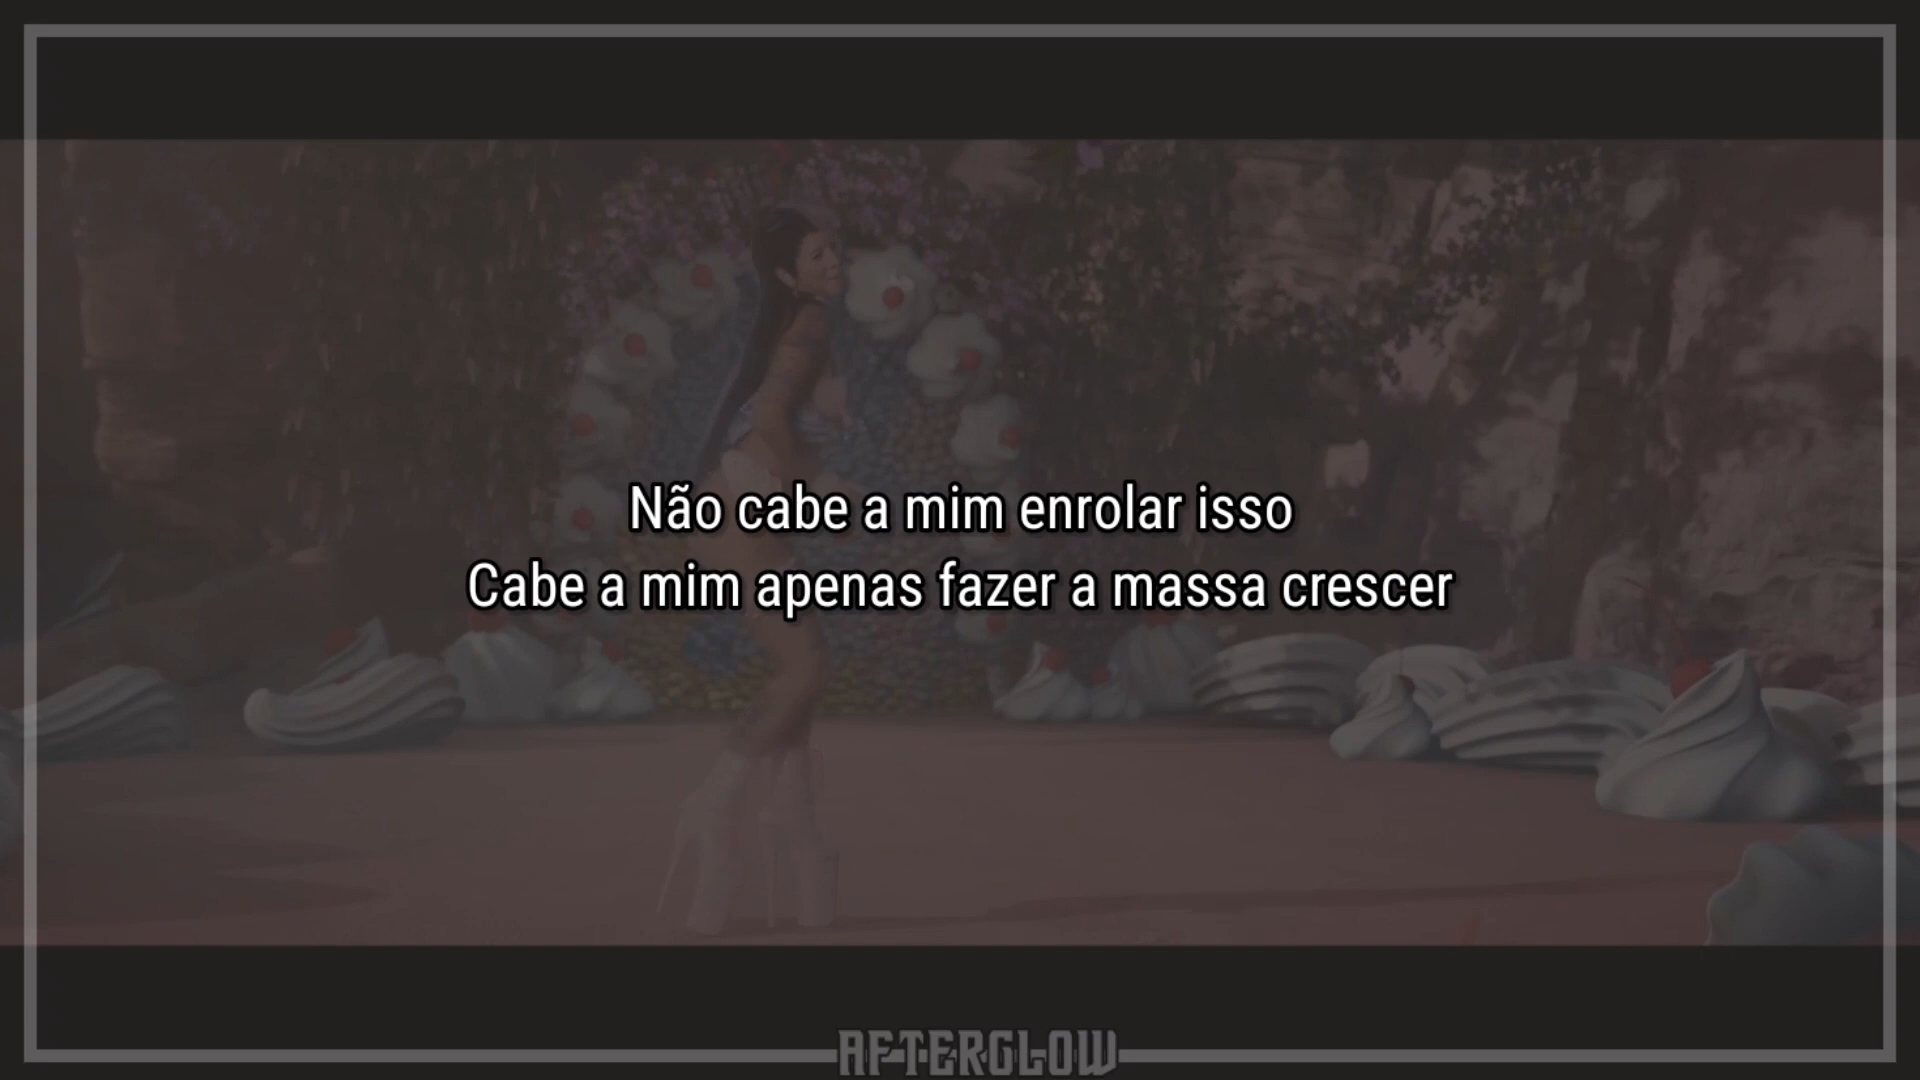 Não cabe a mim enrolar isso
Cabe a mim apenas fazer a massa crescer
AFTERGLOW